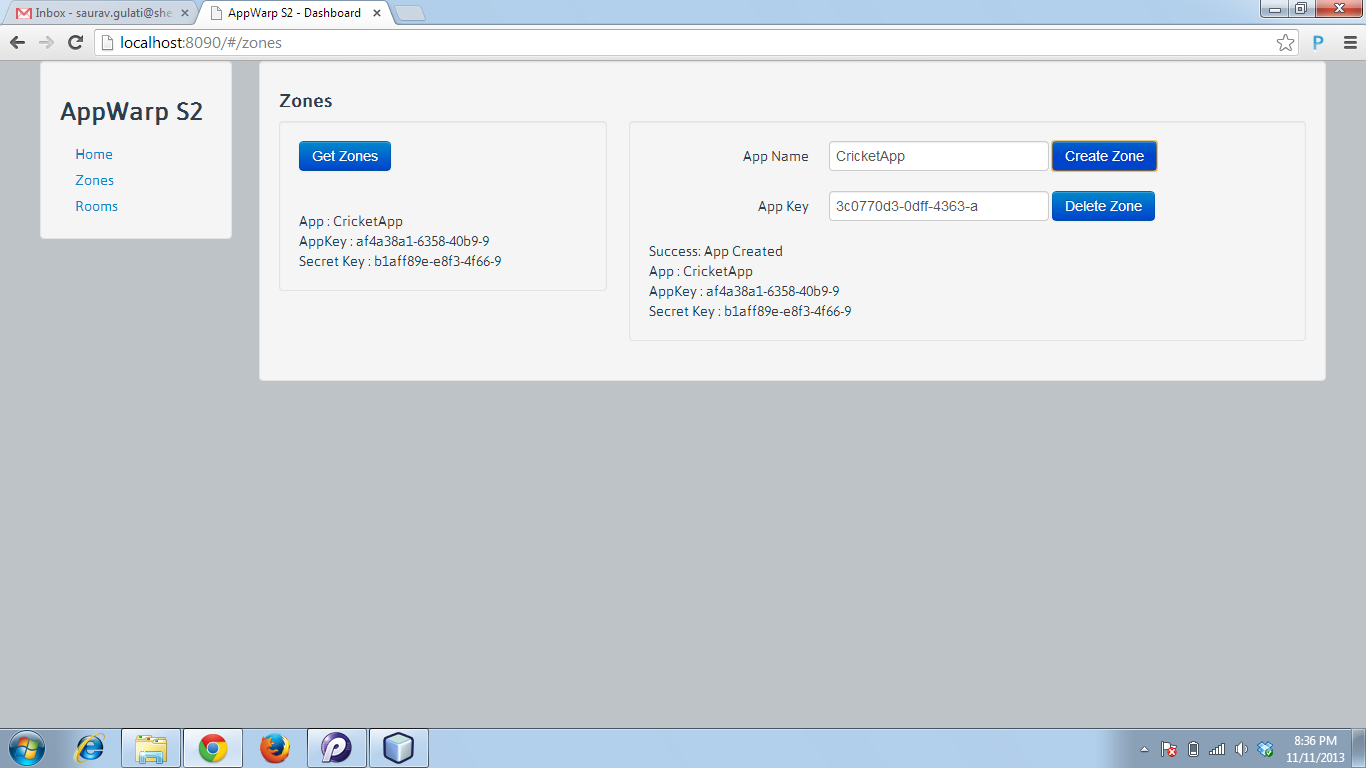 Inbox - saurav.gulati@she
AppWarp S2 - Dashboard
localhost:8090/#/zones
P
AppWarp S2
Home
Zones
Rooms
Zones
Get Zones
App : CricketApp
AppKey : af4a38a1-6358-40b9-9
Secret Key : b1aff89e-e8f3-4f66-9
App Name CricketApp Create Zone
App Key 3c0770d3-0dff-4363-a Delete Zone
Success: App Created
App : CricketApp
AppKey : af4a38a1-6358-40b9-9
Secret Key : b1aff89e-e8f3-4f66-9
8:36 PM
11/11/2013